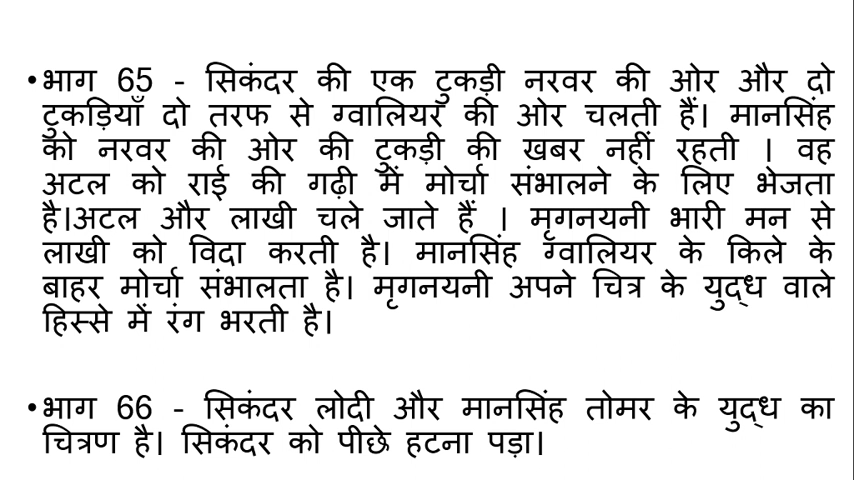 •भाग 65 - सिकंदर की एक टुकड़ी नरवर की ओर और दो
टुकड़ियाँ दो तरफ से ग्वालियर की ओर चलती हैं। मानसिंह
को नरवर की ओर की टुकड़ी की खबर नहीं रहती । वह
अटल को राई की गढ़ी में मोर्चा संभालने के लिए भेजता
है।अटल और लाखी चले जाते हैं । मृगनयनी भारी मन से
लाखी को विदा करती है। मानसिंह ग्वालियर के किले के
बाहर मोर्चा संभालता है। मृगनयनी अपने चित्र के युद्ध वाले
हिस्से में रंग भरती है।
•भाग 66 - सिकंदर लोदी और मानसिंह तोमर के युद्ध का
चित्रण है। सिकंदर को पीछे हटना पड़ा।